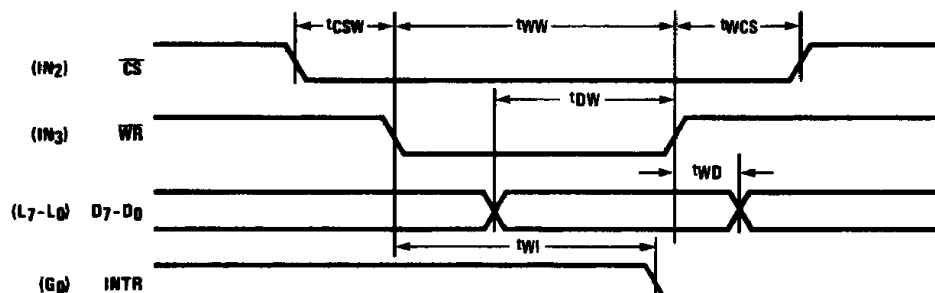 tCSW tWW tWCS
(IN2) CS
tDW
(IN3) WR
tWD
(L7-L0) D7-D0
tWI
(G0) INTR